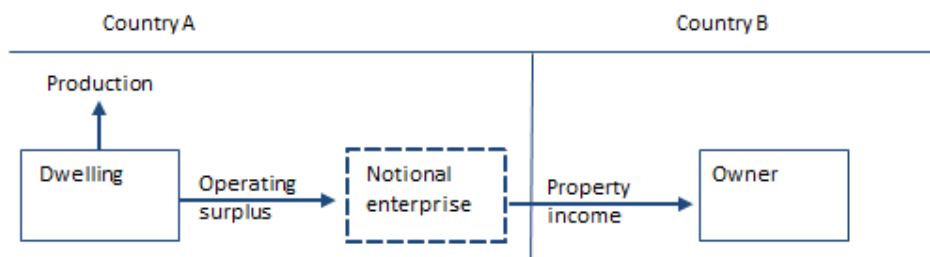 Country A
Country B
Production
Dwelling
Operating
surplus
Notional
enterprise
Property
income
Owner